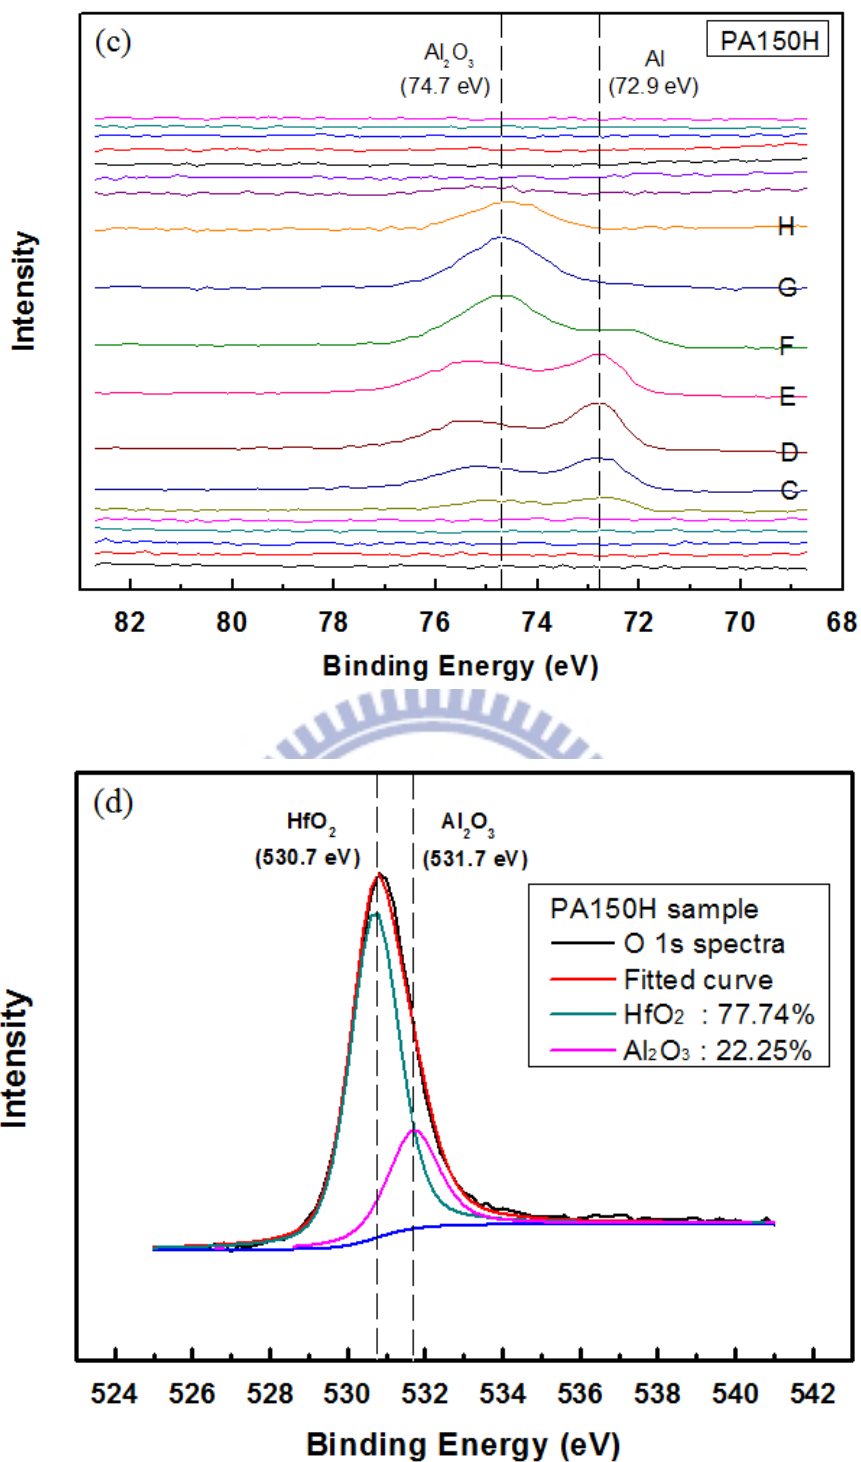 (c)
PA150H
Al₂O₃
(74.7 eV)
Al
(72.9 eV)
H
G
F
E
D
C
Intensity
82 80 78 76 74 72 70 68
Binding Energy (eV)
(d)
HfO₂
(530.7 eV)
Al₂O₃
(531.7 eV)
PA150H sample
O 1s spectra
Fitted curve
HfO₂ : 77.74%
Al₂O₃ : 22.25%
Intensity
524 526 528 530 532 534 536 538 540 542
Binding Energy (eV)